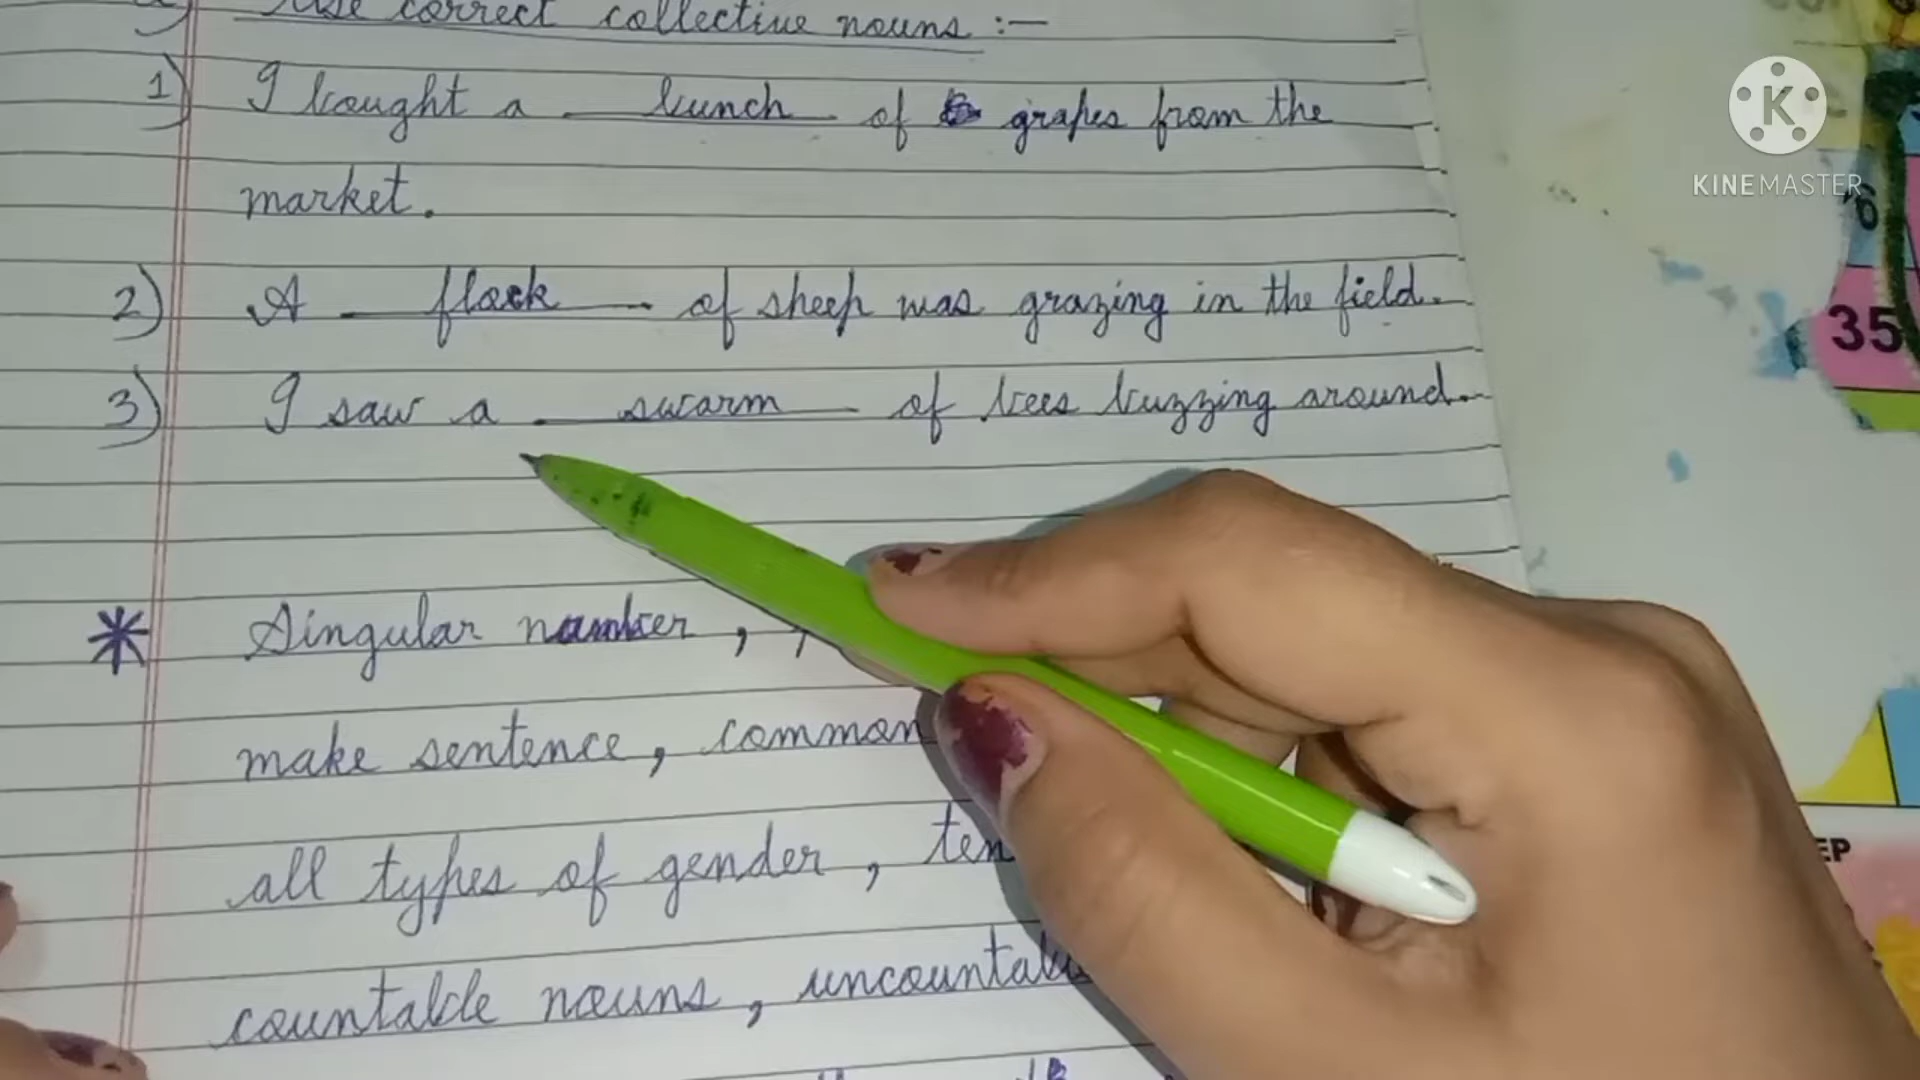 Use correct collective nouns :-
1) I bought a bunch of grapes from the
market.
2) A flock of sheep was grazing in the field.
3) I saw a swarm of bees buzzing around.
* Singular number,
make sentence, common
all types of gender,
countable nouns,
K
KINEMASTER
6
35
EP